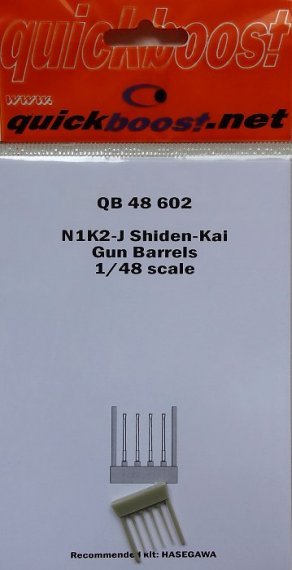 quickboost
www.
quickboost.net
QB 48 602
N1K2-J Shiden-Kai
Gun Barrels
1/48 scale
Recommended kit: HASEGAWA